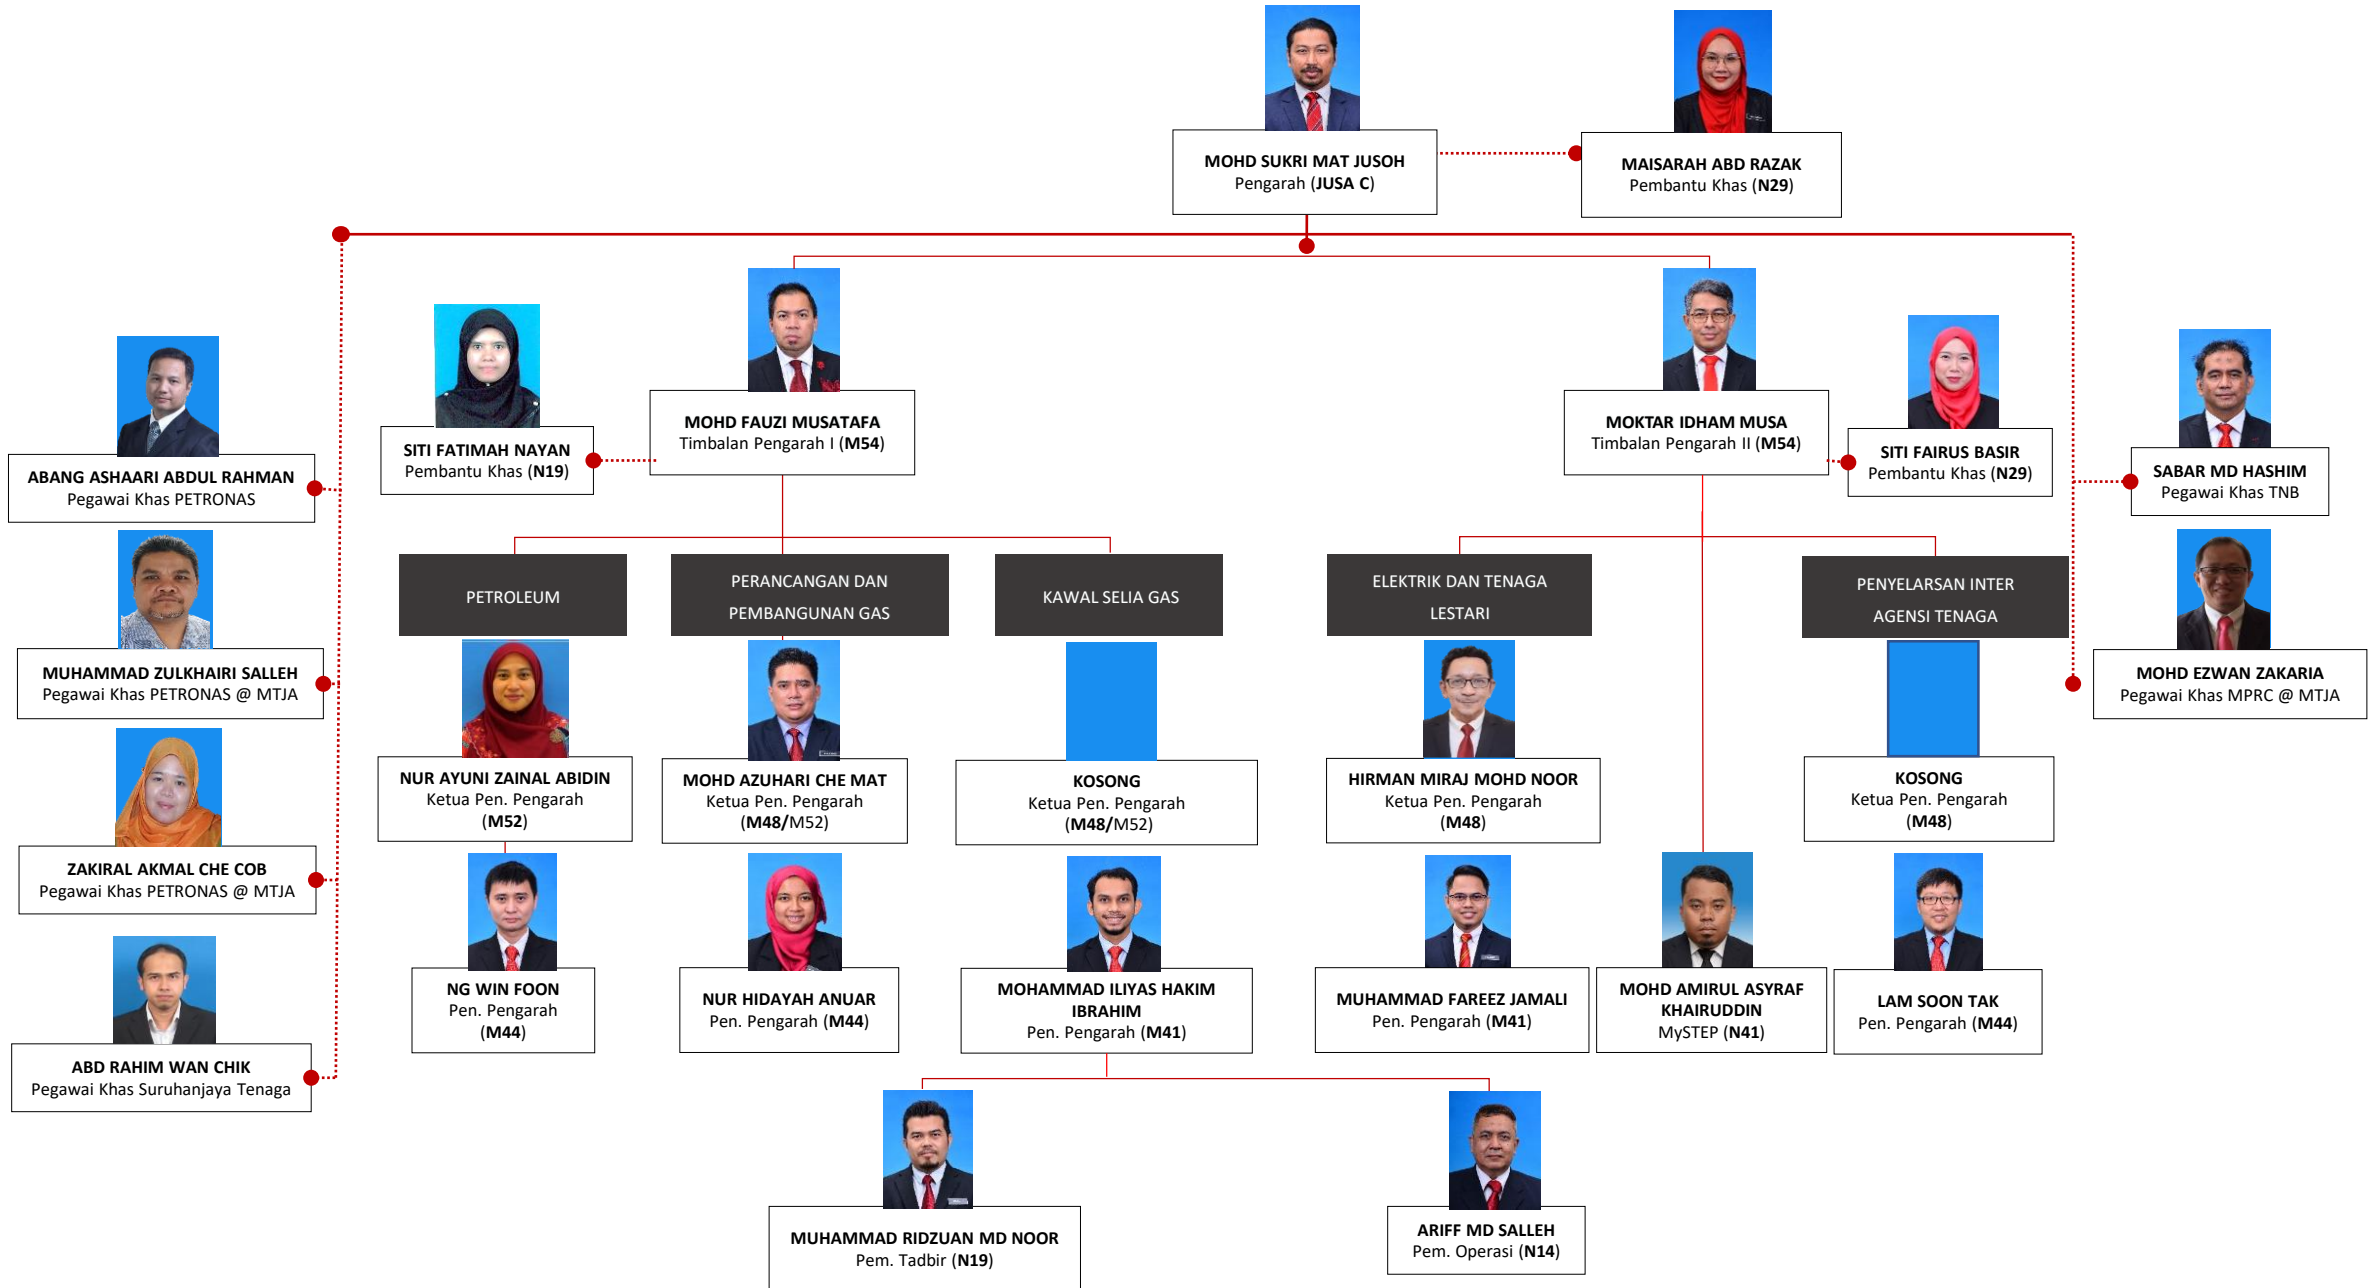 MOHD SUKRI MAT JUSOH
Pengarah (JUSA C)
MAISARAH ABD RAZAK
Pembantu Khas (N29)
ABANG ASHAARI ABDUL RAHMAN
Pegawai Khas PETRONAS
MUHAMMAD ZULKHAIRI SALLEH
Pegawai Khas PETRONAS @ MTJA
ZAKIRAL AKMAL CHE COB
Pegawai Khas PETRONAS @ MTJA
ABD RAHIM WAN CHIK
Pegawai Khas Suruhanjaya Tenaga
SITI FATIMAH NAYAN
Pembantu Khas (N19)
MOHD FAUZI MUSATAFA
Timbalan Pengarah I (M54)
MOKTAR IDHAM MUSA
Timbalan Pengarah II (M54)
SITI FAIRUS BASIR
Pembantu Khas (N29)
SABAR MD HASHIM
Pegawai Khas TNB
MOHD EZWAN ZAKARIA
Pegawai Khas MPRC @ MTJA
PETROLEUM
PERANCANGAN DAN
PEMBANGUNAN GAS
KAWAL SELIA GAS
ELEKTRIK DAN TENAGA
LESTARI
PENYELARSAN INTER
AGENSI TENAGA
NUR AYUNI ZAINAL ABIDIN
Ketua Pen. Pengarah
(M52)
MOHD AZUHARI CHE MAT
Ketua Pen. Pengarah
(M48/M52)
KOSONG
Ketua Pen. Pengarah
(M48/M52)
HIRMAN MIRAJ MOHD NOOR
Ketua Pen. Pengarah
(M48)
KOSONG
Ketua Pen. Pengarah
(M48)
NG WIN FOON
Pen. Pengarah
(M44)
NUR HIDAYAH ANUAR
Pen. Pengarah (M44)
MOHAMMAD ILIYAS HAKIM
IBRAHIM
Pen. Pengarah (M41)
MUHAMMAD FAREEZ JAMALI
Pen. Pengarah (M41)
MOHD AMIRUL ASYRAF
KHAIRUDDIN
MySTEP (N41)
LAM SOON TAK
Pen. Pengarah (M44)
MUHAMMAD RIDZUAN MD NOOR
Pem. Tadbir (N19)
ARIFF MD SALLEH
Pem. Operasi (N14)